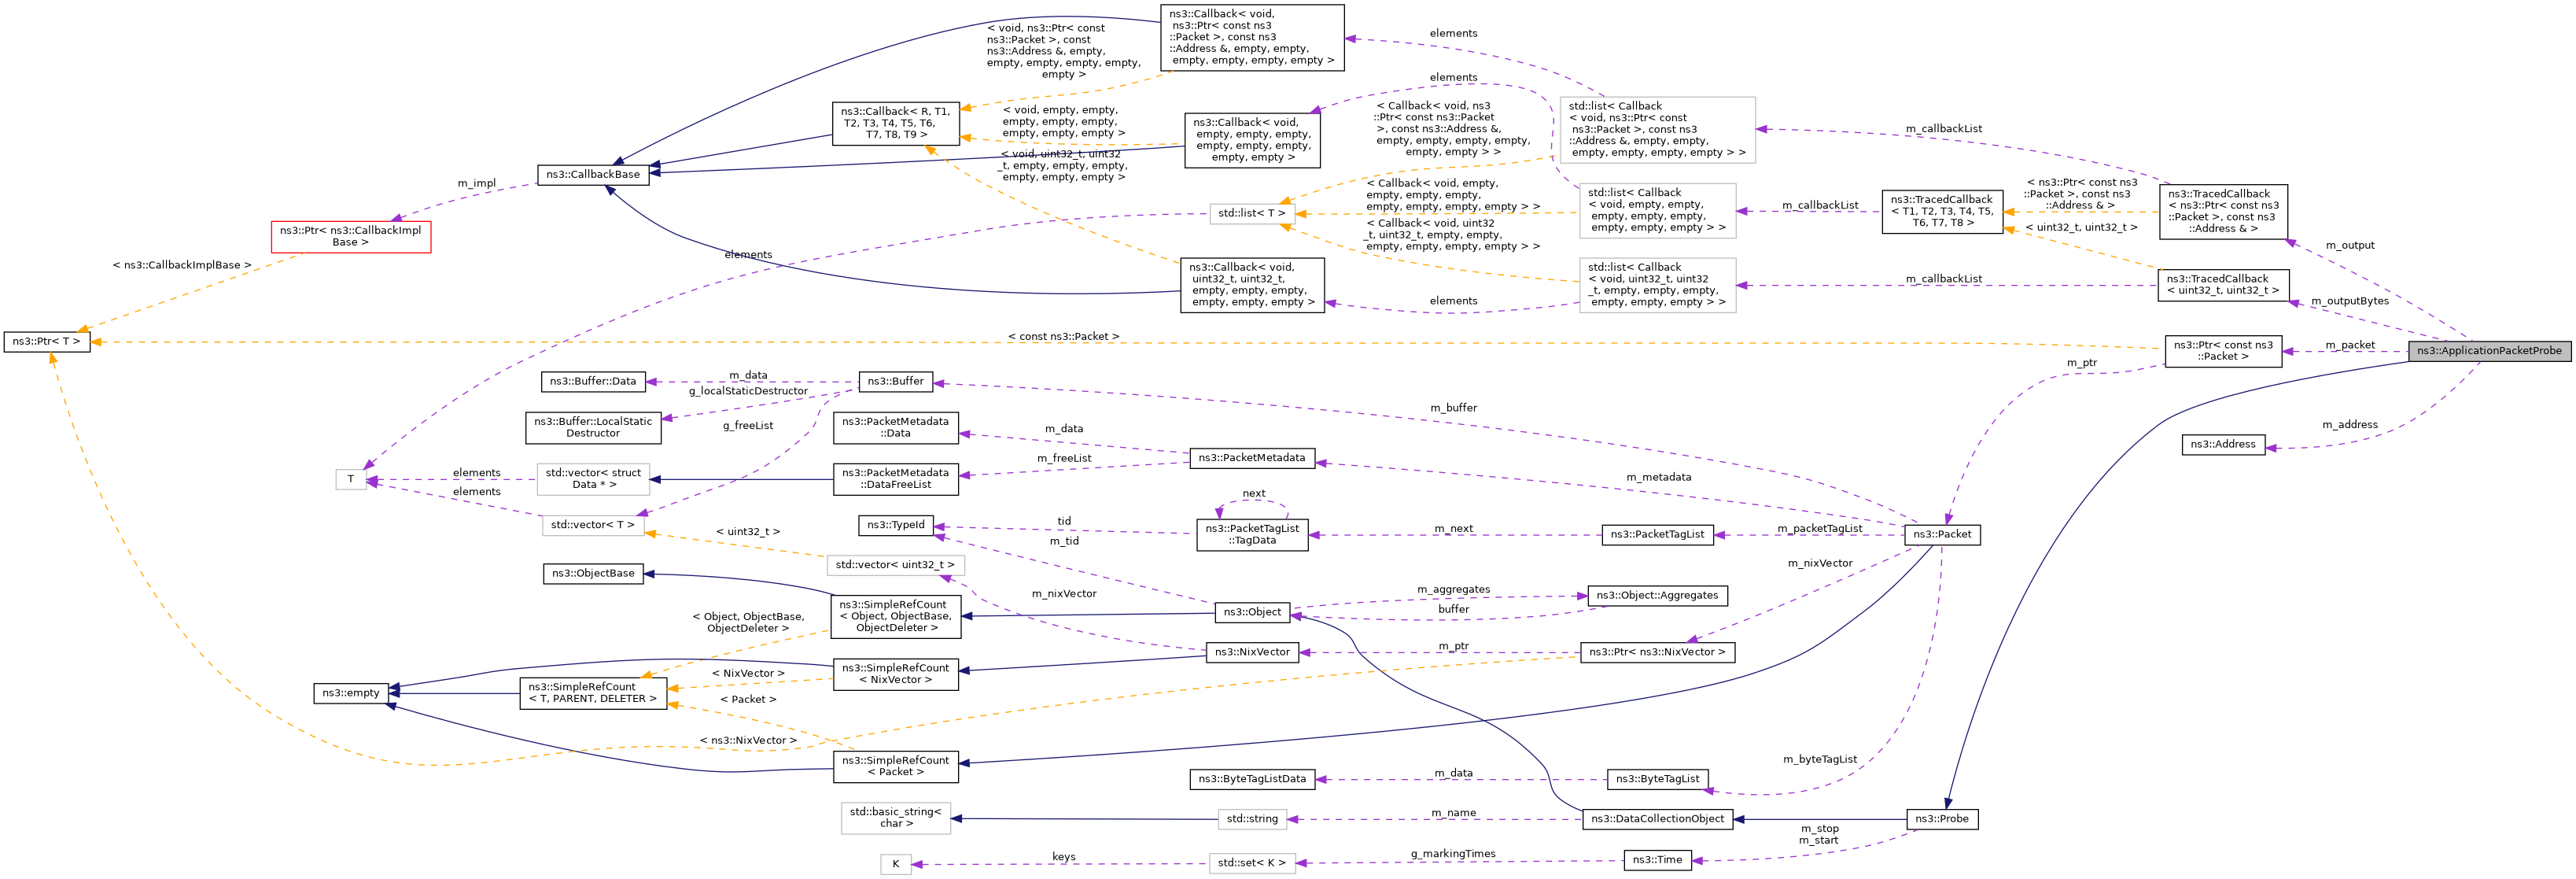 ns3::Callback< void,
ns3::Ptr< const ns3
::Packet >, const ns3
::Address &, empty, empty,
empty, empty, empty, empty >
< void, ns3::Ptr< const
ns3::Packet >, const
ns3::Address &, empty,
empty, empty, empty, empty,
empty >
elements
elements
ns3::Callback< R, T1,
T2, T3, T4, T5, T6,
T7, T8, T9 >
< void, empty, empty,
empty, empty, empty,
empty, empty, empty >
ns3::Callback< void,
empty, empty, empty,
empty, empty, empty,
empty, empty >
< Callback< void, ns3
::Ptr< const ns3::Packet
>, const ns3::Address &,
empty, empty, empty, empty,
empty, empty > >
std::list< Callback
< void, ns3::Ptr< const
ns3::Packet >, const ns3
::Address &, empty, empty,
empty, empty, empty, empty > >
m_callbackList
< void, uint32_t, uint32
_t, empty, empty, empty,
empty, empty, empty >
ns3::CallbackBase
m_impl
ns3::Ptr< ns3::CallbackImpl
Base >
< ns3::CallbackImplBase >
std::list< T >
elements
< Callback< void, empty,
empty, empty, empty,
empty, empty, empty, empty > >
< Callback< void, uint32
_t, uint32_t, empty, empty,
empty, empty, empty, empty > >
std::list< Callback
< void, empty, empty,
empty, empty, empty,
empty, empty, empty > >
m_callbackList
ns3::TracedCallback
< T1, T2, T3, T4, T5,
T6, T7, T8 >
< ns3::Ptr< const ns3
::Packet >, const ns3
::Address & >
< uint32_t, uint32_t >
ns3::TracedCallback
< ns3::Ptr< const ns3
::Packet >, const ns3
::Address & >
m_output
ns3::Callback< void,
uint32_t, uint32_t,
empty, empty, empty,
empty, empty, empty >
elements
std::list< Callback
< void, uint32_t, uint32
_t, empty, empty, empty,
empty, empty, empty > >
m_callbackList
ns3::TracedCallback
< uint32_t, uint32_t >
m_outputBytes
ns3::Ptr< T >
< const ns3::Packet >
ns3::Ptr< const ns3
::Packet >
m_packet
ns3::ApplicationPacketProbe
m_ptr
ns3::Buffer::Data
m_data
ns3::Buffer
g_localStaticDestructor
m_buffer
ns3::Buffer::LocalStatic
Destructor
g_freeList
ns3::PacketMetadata
::Data
m_data
m_address
ns3::Address
T
elements
elements
std::vector< struct
Data * >
ns3::PacketMetadata
::DataFreeList
m_freeList
ns3::PacketMetadata
m_metadata
std::vector< T >
< uint32_t >
ns3::TypeId
tid
m_tid
next
ns3::PacketTagList
::TagData
m_next
ns3::PacketTagList
m_packetTagList
ns3::Packet
std::vector< uint32_t >
m_nixVector
ns3::ObjectBase
m_nixVector
ns3::SimpleRefCount
< Object, ObjectBase,
ObjectDeleter >
< Object, ObjectBase,
ObjectDeleter >
ns3::Object
m_aggregates
buffer
ns3::Object::Aggregates
ns3::NixVector
m_ptr
ns3::Ptr< ns3::NixVector >
ns3::SimpleRefCount
< NixVector >
< NixVector >
ns3::empty
ns3::SimpleRefCount
< T, PARENT, DELETER >
< Packet >
< ns3::NixVector >
ns3::SimpleRefCount
< Packet >
m_byteTagList
ns3::ByteTagListData
m_data
ns3::ByteTagList
std::basic_string<
char >
std::string
m_name
ns3::DataCollectionObject
ns3::Probe
m_stop
m_start
K
keys
std::set< K >
g_markingTimes
ns3::Time